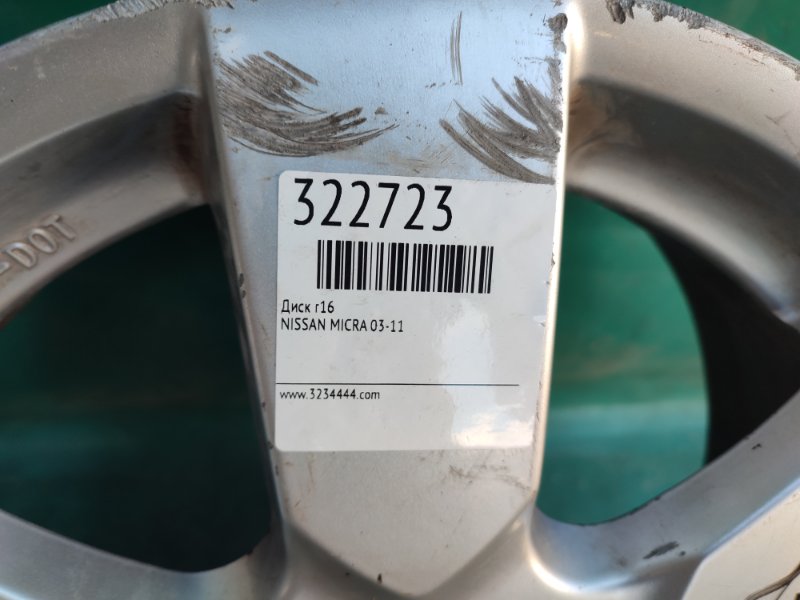 322723
Диск r16
NISSAN MICRA 03-11
www.3234444.com
-DOT